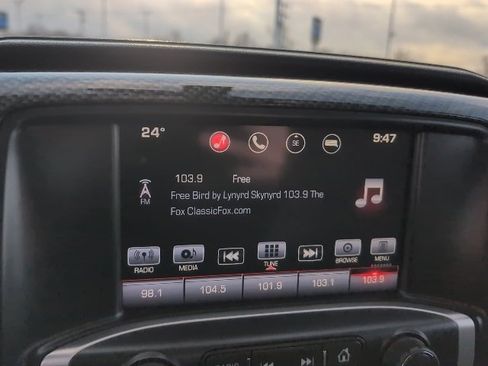 24° 9:47
SE
103.9 Free
FM
Free Bird by Lynyrd Skynyrd 103.9 The
Fox ClassicFox.com
RADIO MEDIA TUNE BROWSE MENU
98.1 104.5 101.9 103.1 103.9
RADIO